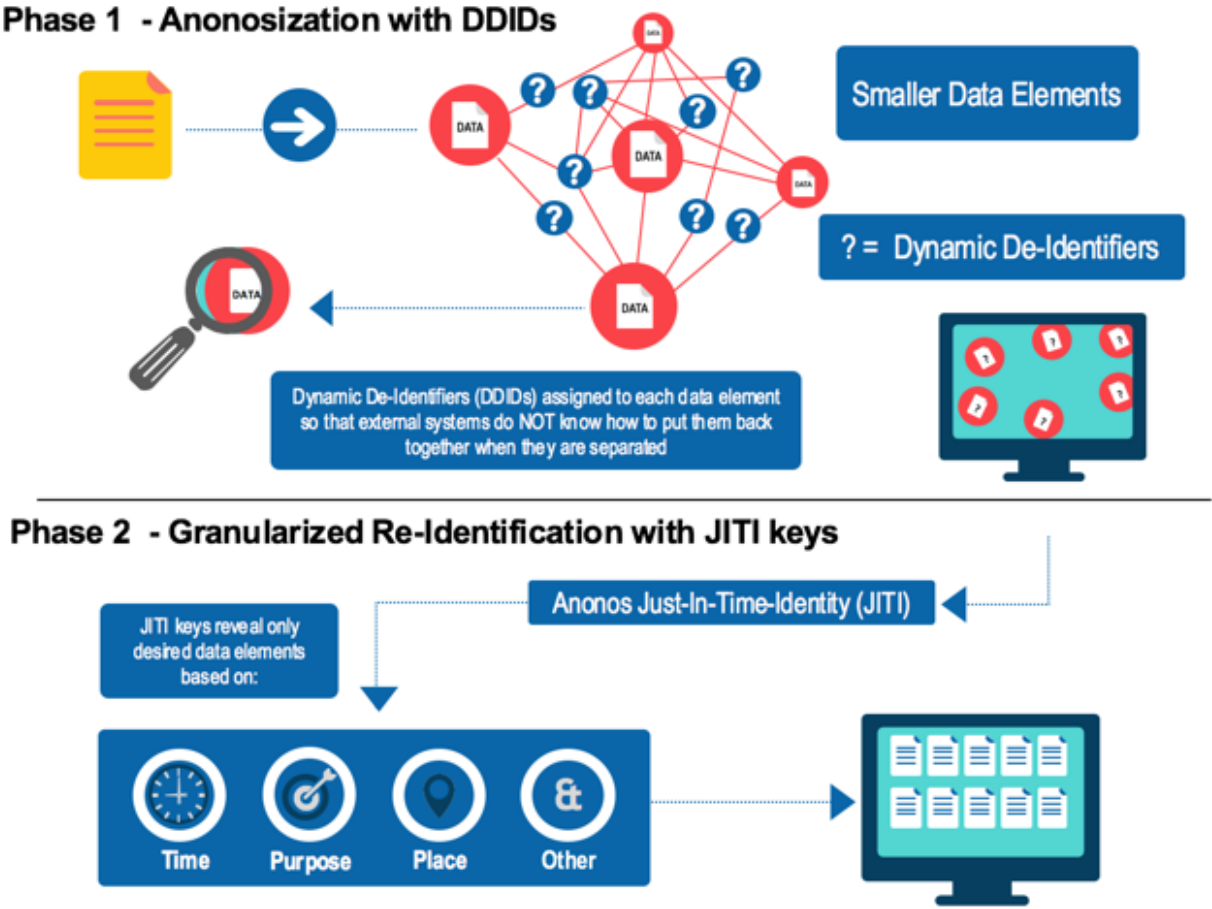 Phase 1 - Anonosization with DDIDs
DATA
?
?
?
DATA
?
Smaller Data Elements
DATA
?
DATA
?
?
?
? = Dynamic De-Identifiers
DATA
DATA
?
?
?
?
?
?
Dynamic De-Identifiers (DDIDs) assigned to each data element
so that external systems do NOT know how to put them back
together when they are separated
Phase 2 - Granularized Re-Identification with JITI keys
Anonos Just-In-Time-Identity (JITI)
JITI keys reveal only
desired data elements
based on:
&
Time
Purpose
Place
Other